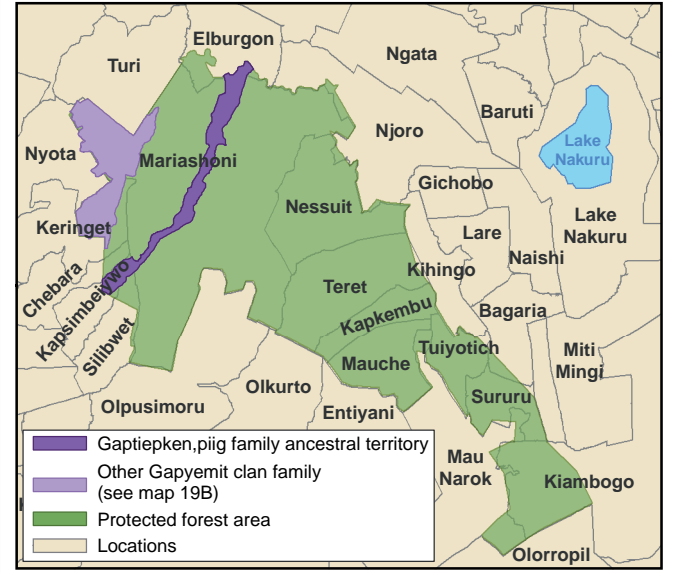 Elburgon
Turi
Ngata
Baruti
Njoro
Lake
Nakuru
Nyota
Mariashoni
Gichobo
Nessuit
Keringet
Lare
Lake
Nakuru
Naishi
Kihingo
Chebara
Kapsimbeiywo
Teret
Kapkembu
Bagaria
Silibwet
Tuiyotich
Miti
Mingi
Mauche
Olkurto
Sururu
Olpusimoru
Entiyani
Mau
Narok
Kiambogo
Olorropil
Gaptiepken,piig family ancestral territory
Other Gapyemit clan family
(see map 19B)
Protected forest area
Locations